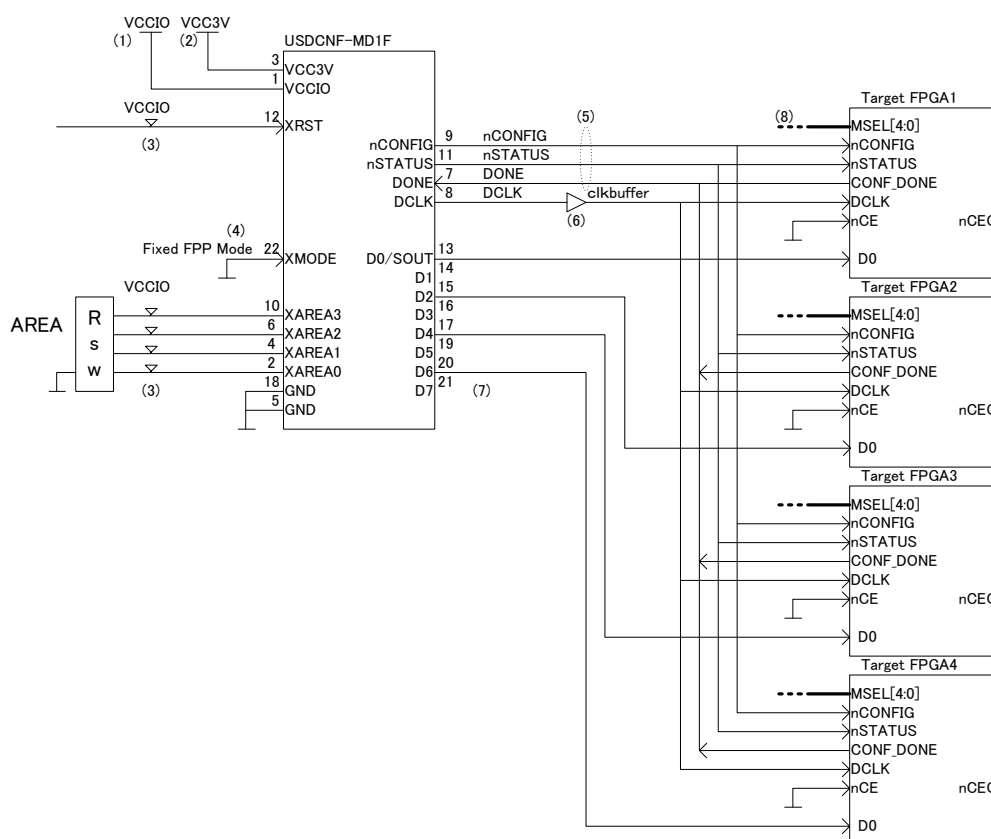 VCCIO VCC3V
(1) (2)
USDCNF-MD1F
3 VCC3V
1 VCCIO
VCCIO
12 XRST
(3)
nCONFIG 9 nCONFIG
nSTATUS 11 nSTATUS
DONE 7 DONE
DCLK 8 DCLK
(5)
clkbuffer
(6)
(4)
Fixed FPP Mode 22 XMODE
D0/SOUT 13
D1 14
D2 15
D3 16
D4 17
D5 19
D6 20
D7 21
(7)
VCCIO
AREA
R
s
w
10 XAREA3
6 XAREA2
4 XAREA1
2 XAREA0
18 GND
5 GND
(3)
Target FPGA1
(8)
MSEL[4:0]
nCONFIG
nSTATUS
CONF_DONE
DCLK
nCE nCEO
D0
Target FPGA2
MSEL[4:0]
nCONFIG
nSTATUS
CONF_DONE
DCLK
nCE nCEO
D0
Target FPGA3
MSEL[4:0]
nCONFIG
nSTATUS
CONF_DONE
DCLK
nCE nCEO
D0
Target FPGA4
MSEL[4:0]
nCONFIG
nSTATUS
CONF_DONE
DCLK
nCE nCEO
D0